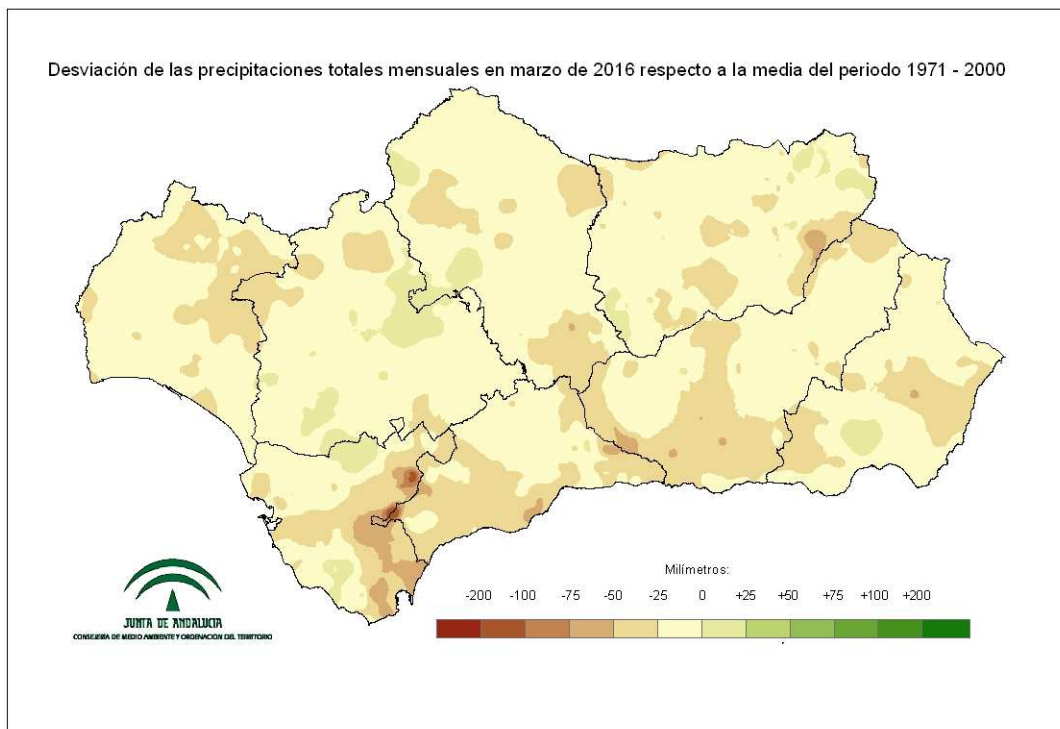 Desviación de las precipitaciones totales mensuales en marzo de 2016 respecto a la media del periodo 1971 - 2000
Milímetros:
-200 -100 -75 -50 -25 0 +25 +50 +75 +100 +200
JUNTA DE ANDALUCIA
CONSEJERÍA DE MEDIO AMBIENTE Y ORDENACIÓN DEL TERRITORIO